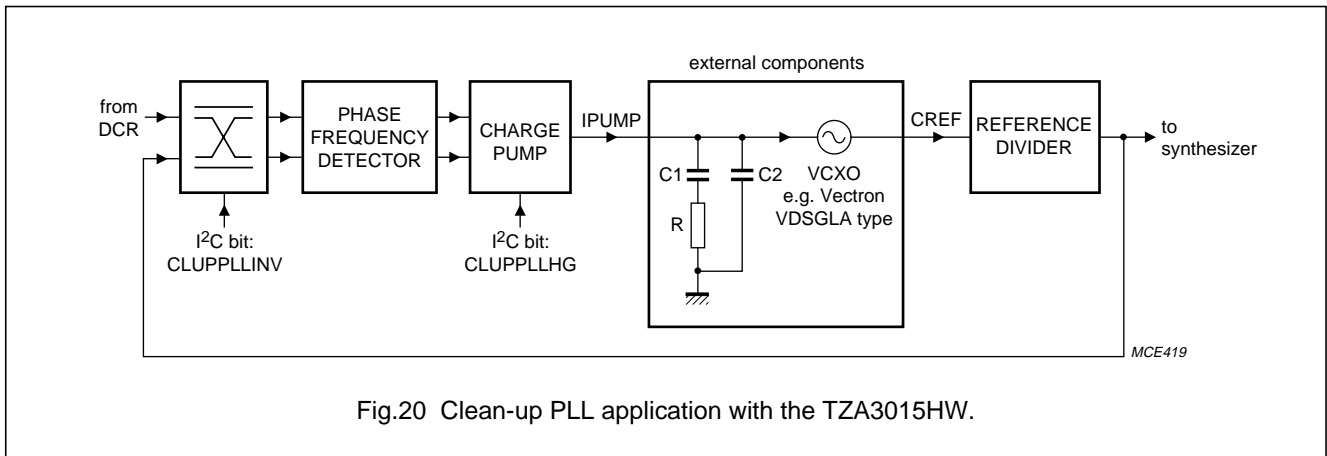 external components
from
DCR
PHASE
FREQUENCY
DETECTOR
CHARGE
PUMP
IPUMP
C1
C2
R
VCXO
e.g. Vectron
VDSGLA type
CREF
REFERENCE
DIVIDER
to
synthesizer
I2C bit:
CLUPPLLINV
I2C bit:
CLUPPLLHG
MCE419
Fig.20 Clean-up PLL application with the TZA3015HW.